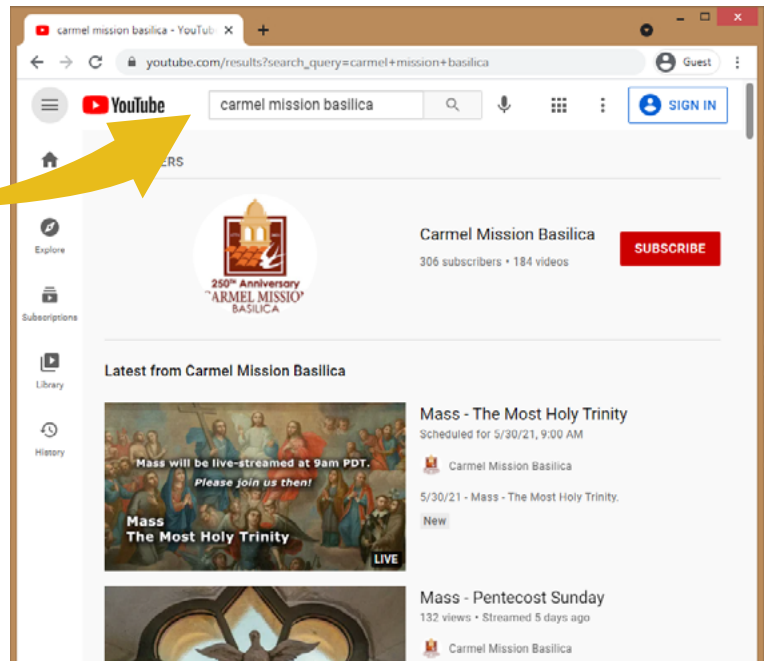 carmel mission basilica - YouTub
youtube.com/results?search_query=carmel+mission+basilica
Guest
YouTube
carmel mission basilica
SIGN IN
ERS
Explore
Subscriptions
Library
History
250TH Anniversary
CARMEL MISSION
BASILICA
Carmel Mission Basilica
306 subscribers • 184 videos
SUBSCRIBE
Latest from Carmel Mission Basilica
Mass will be live-streamed at 9am PDT.
Please join us then!
Mass
The Most Holy Trinity
LIVE
Mass - The Most Holy Trinity
Scheduled for 5/30/21, 9:00 AM
Carmel Mission Basilica
5/30/21 - Mass - The Most Holy Trinity.
New
Mass - Pentecost Sunday
132 views • Streamed 5 days ago
Carmel Mission Basilica